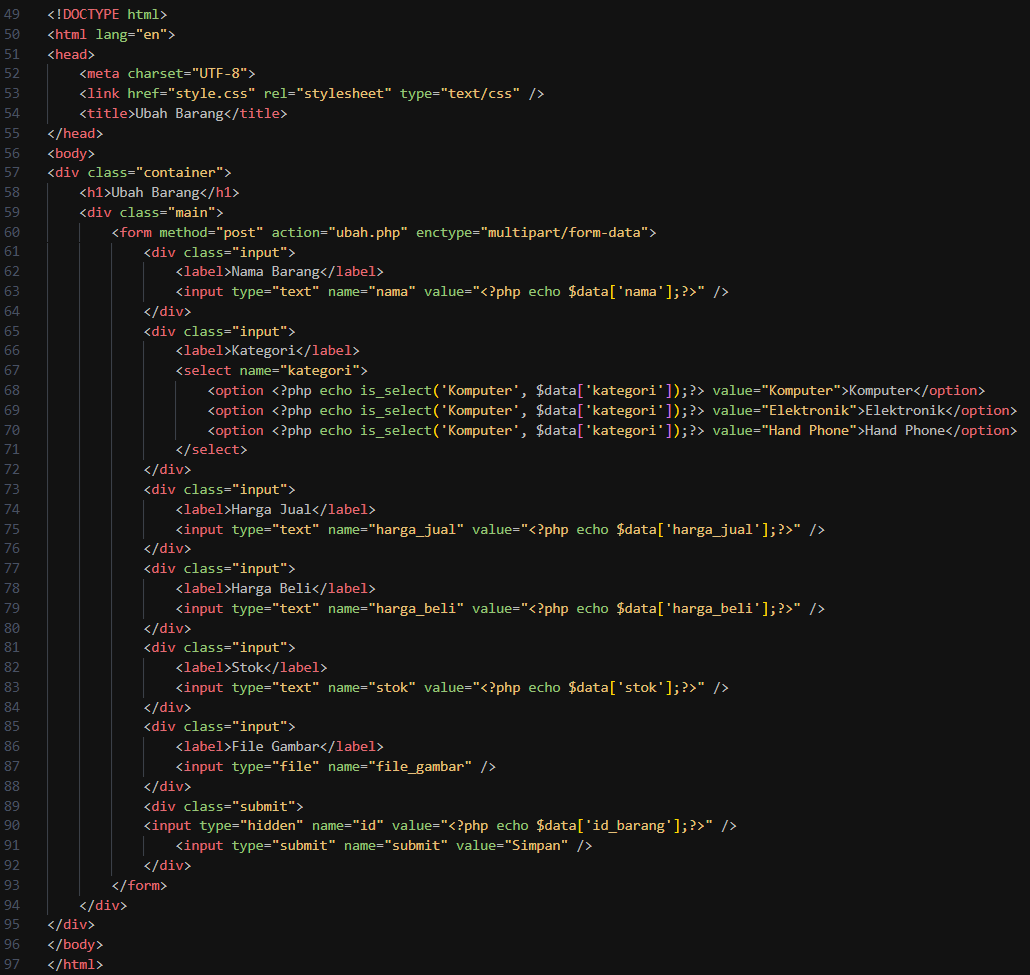 49 <!DOCTYPE html>
50 <html lang="en">
51 <head>
52     <meta charset="UTF-8">
53     <link href="style.css" rel="stylesheet" type="text/css" />
54     <title>Ubah Barang</title>
55 </head>
56 <body>
57 <div class="container">
58     <h1>Ubah Barang</h1>
59     <div class="main">
60         <form method="post" action="ubah.php" enctype="multipart/form-data">
61             <div class="input">
62                 <label>Nama Barang</label>
63                 <input type="text" name="nama" value="<?php echo $data['nama'];?>" />
64             </div>
65             <div class="input">
66                 <label>Kategori</label>
67                 <select name="kategori">
68                     <option <?php echo is_select('Komputer', $data['kategori']);?> value="Komputer">Komputer</option>
69                     <option <?php echo is_select('Komputer', $data['kategori']);?> value="Elektronik">Elektronik</option>
70                     <option <?php echo is_select('Komputer', $data['kategori']);?> value="Hand Phone">Hand Phone</option>
71                 </select>
72             </div>
73             <div class="input">
74                 <label>Harga Jual</label>
75                 <input type="text" name="harga_jual" value="<?php echo $data['harga_jual'];?>" />
76             </div>
77             <div class="input">
78                 <label>Harga Beli</label>
79                 <input type="text" name="harga_beli" value="<?php echo $data['harga_beli'];?>" />
80             </div>
81             <div class="input">
82                 <label>Stok</label>
83                 <input type="text" name="stok" value="<?php echo $data['stok'];?>" />
84             </div>
85             <div class="input">
86                 <label>File Gambar</label>
87                 <input type="file" name="file_gambar" />
88             </div>
89             <div class="submit">
90             <input type="hidden" name="id" value="<?php echo $data['id_barang'];?>" />
91                 <input type="submit" name="submit" value="Simpan" />
92             </div>
93         </form>
94     </div>
95 </div>
96 </body>
97 </html>